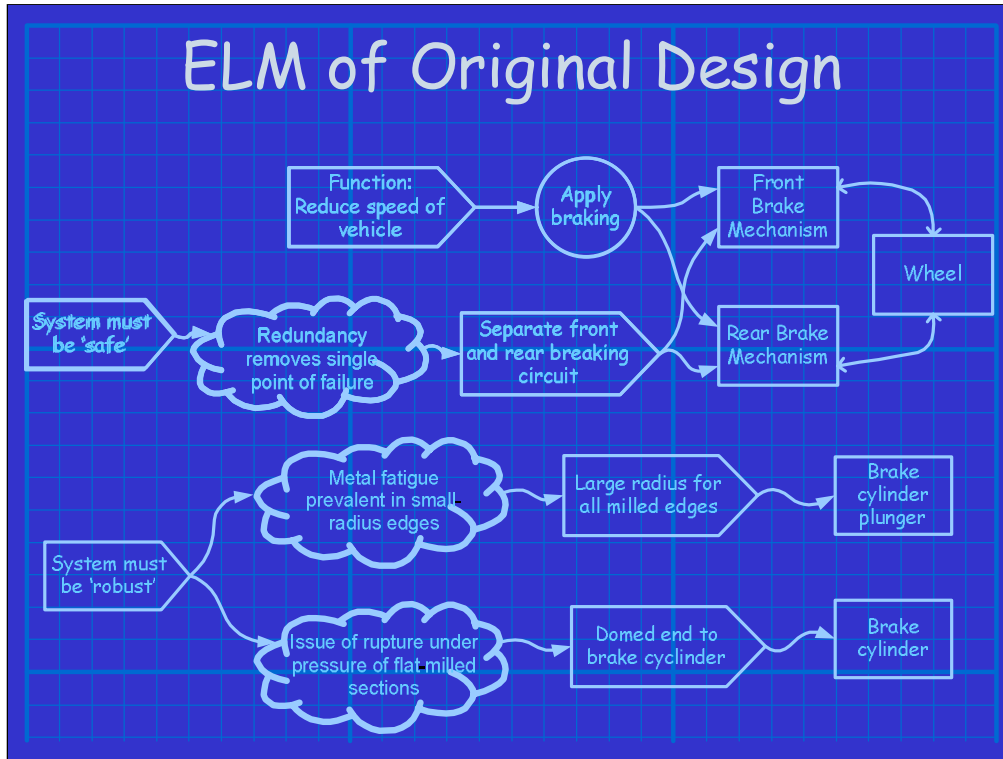 ELM of Original Design
Function:
Reduce speed of
vehicle
Apply
braking
Front
Brake
Mechanism
Wheel
System must
be ‘safe’
Redundancy
removes single
point of failure
Separate front
and rear breaking
circuit
Rear Brake
Mechanism
Metal fatigue
prevalent in small-
radius edges
Large radius for
all milled edges
Brake
cylinder
plunger
System must
be ‘robust’
Issue of rupture under
pressure of flat-milled
sections
Domed end to
brake cyclinder
Brake
cylinder